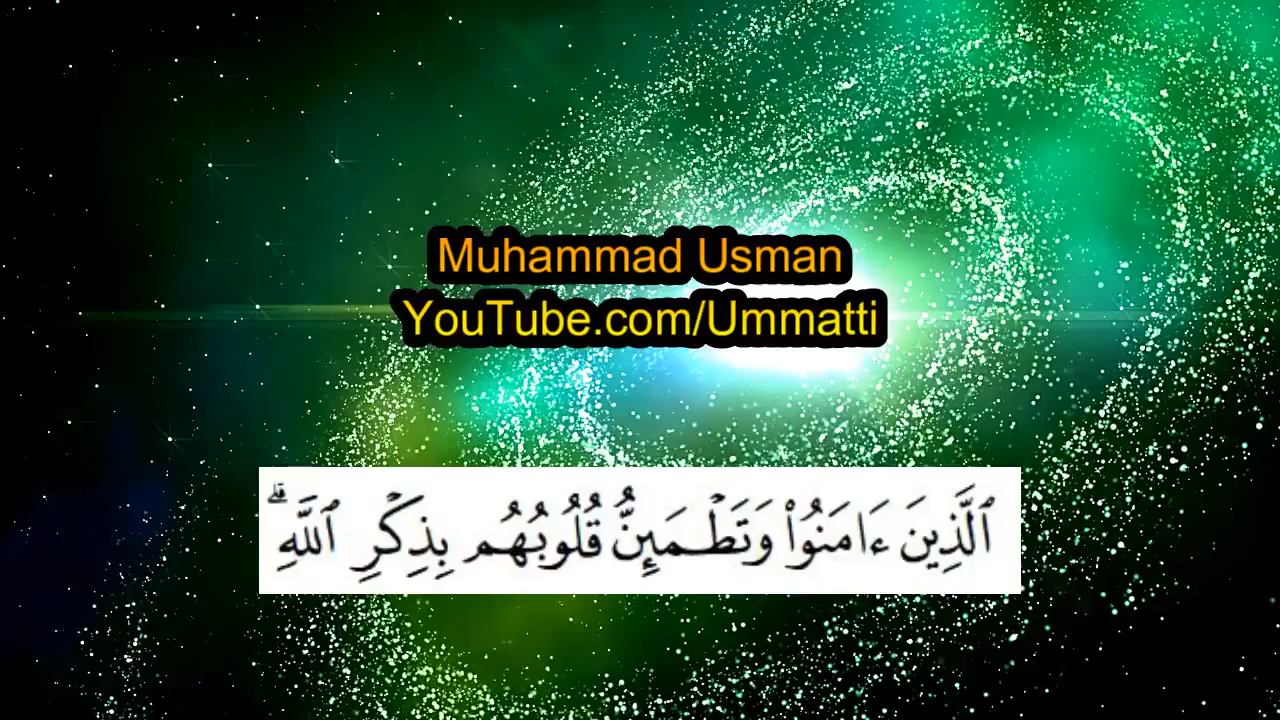 Muhammad Usman
YouTube.com/Ummatti
ٱلَّذِينَ ءَامَنُوا۟ وَتَطْمَئِنُّ قُلُوبُهُم بِذِكْرِ ٱللَّهِ ۗ